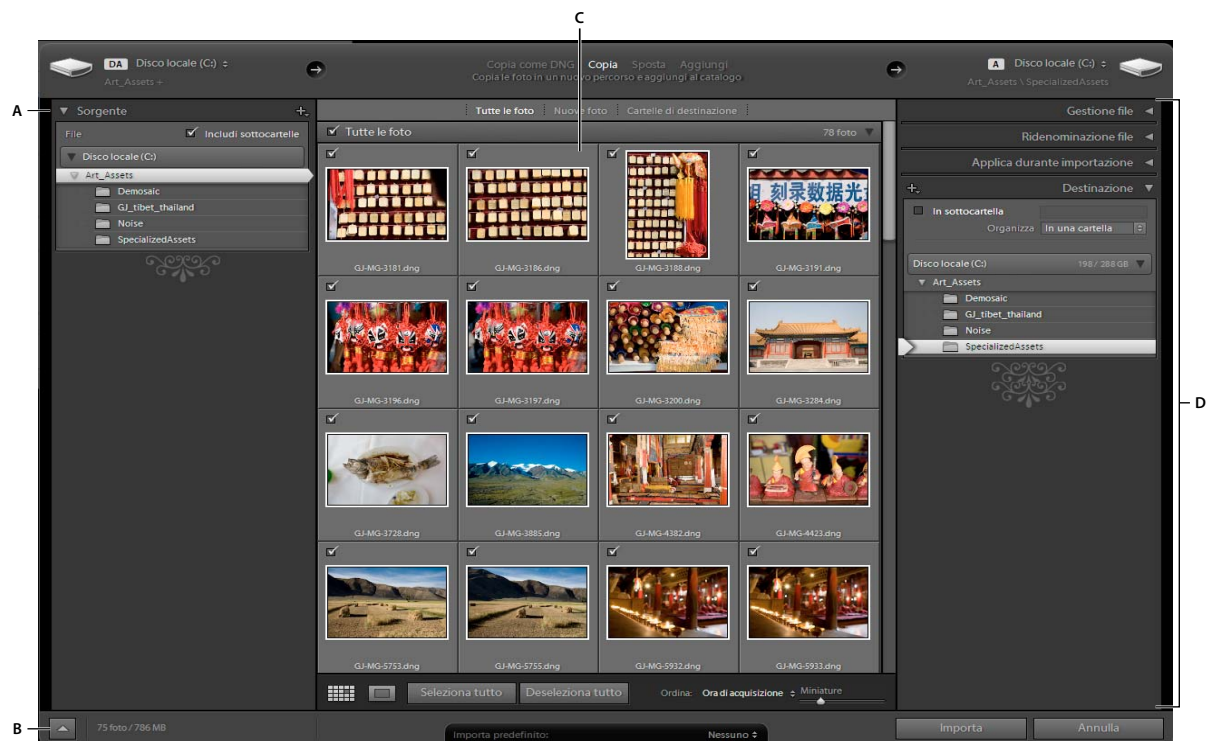 C
DA Disco locale (C:)
Art_Assets +
Copia come DNG Copia Sposta Aggiungi
Copia le foto in un nuovo percorso e aggiungi al catalogo
A Disco locale (C:)
Art_Assets \ SpecializedAssets
A
Sorgente
File Includi sottocartelle
Disco locale (C:)
Art_Assets
Demosaic
GJ_tibet_thailand
Noise
SpecializedAssets
Tutte le foto Nuove foto Cartelle di destinazione
Tutte le foto 78 foto
相 刻录数据光
GJ-MG-3181.dng GJ-MG-3186.dng GJ-MG-3188.dng GJ-MG-3191.dng
GJ-MG-3196.dng GJ-MG-3197.dng GJ-MG-3200.dng GJ-MG-3284.dng
GJ-MG-3728.dng GJ-MG-3885.dng GJ-MG-4382.dng GJ-MG-4423.dng
GJ-MG-5753.dng GJ-MG-5755.dng GJ-MG-5932.dng GJ-MG-5933.dng
Seleziona tutto Deseleziona tutto Ordina: Ora di acquisizione Miniature
Gestione file
Ridenominazione file
Applica durante importazione
Destinazione
In sottocartella
Organizza In una cartella
Disco locale (C:) 198 / 288 GB
Art_Assets
Demosaic
GJ_tibet_thailand
Noise
SpecializedAssets
D
B
75 foto / 786 MB
Importa predefinito: Nessuno
Importa Annulla